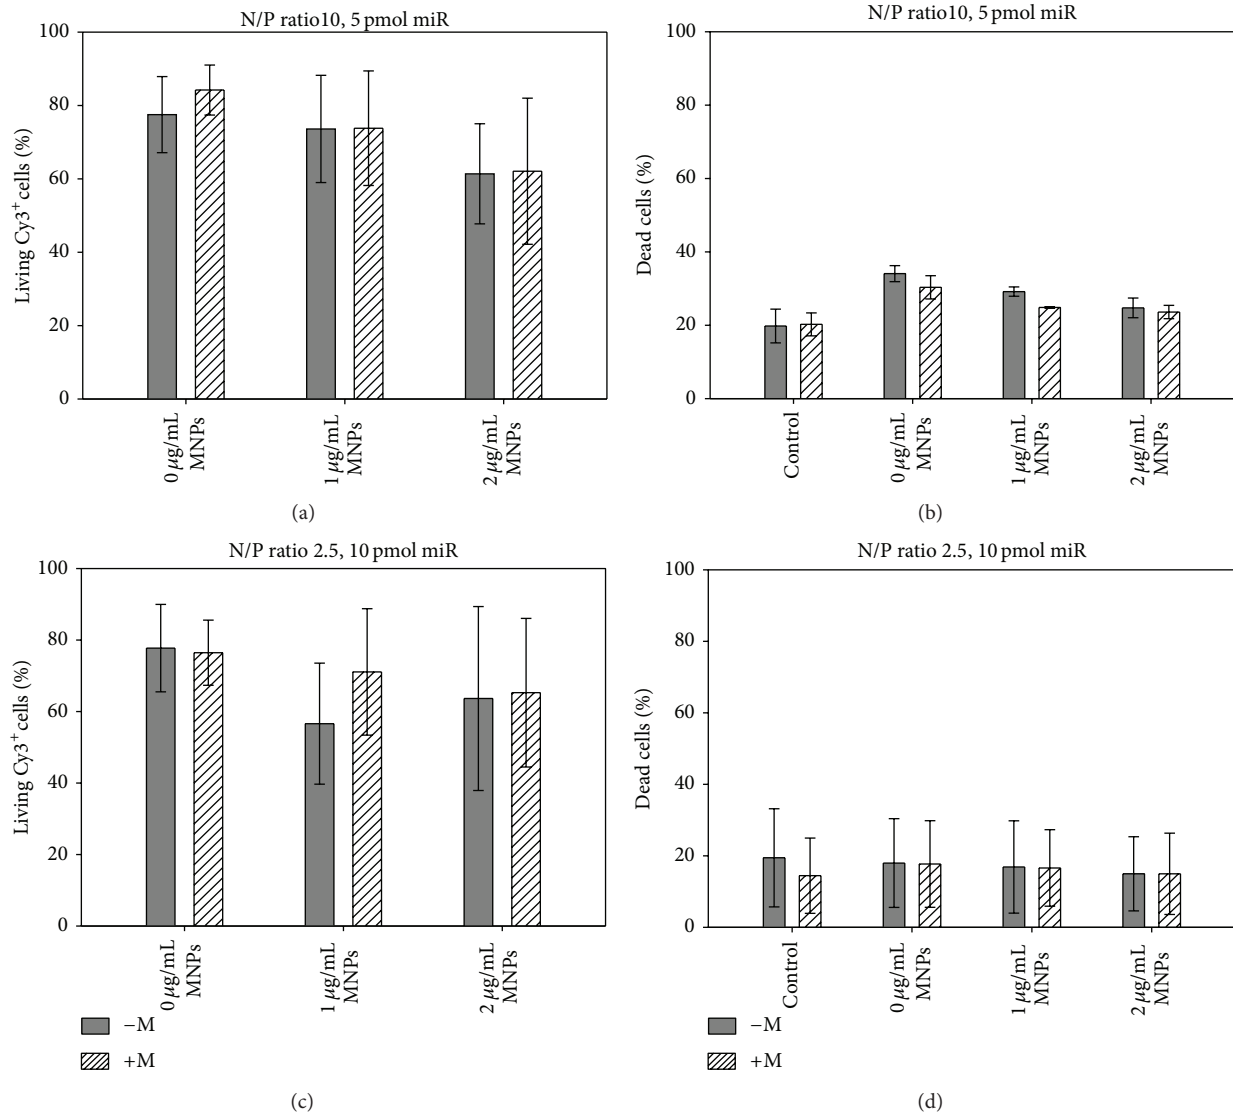 N/P ratio10, 5 pmol miR
Living Cy3⁺ cells (%)
100
80
60
40
20
0
0 μg/mL
MNPs
1 μg/mL
MNPs
2 μg/mL
MNPs
(a)
N/P ratio10, 5 pmol miR
Dead cells (%)
100
80
60
40
20
0
Control
0 μg/mL
MNPs
1 μg/mL
MNPs
2 μg/mL
MNPs
(b)
N/P ratio 2.5, 10 pmol miR
Living Cy3⁺ cells (%)
100
80
60
40
20
0
0 μg/mL
MNPs
1 μg/mL
MNPs
2 μg/mL
MNPs
−M
+M
(c)
N/P ratio 2.5, 10 pmol miR
Dead cells (%)
100
80
60
40
20
0
Control
0 μg/mL
MNPs
1 μg/mL
MNPs
2 μg/mL
MNPs
−M
+M
(d)